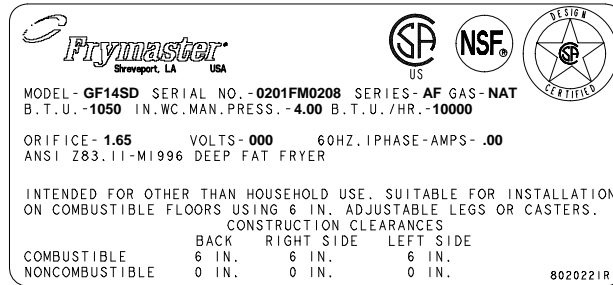 Frymaster
Shreveport, LA USA
SA
US
NSF®
DESIGN
SA
CERTIFIED
MODEL- GF14SD SERIAL NO.-0201FM0208 SERIES- AF GAS- NAT
B.T.U.-1050 IN.WC.MAN.PRESS.-4.00 B.T.U./HR.-10000
ORIFICE- 1.65 VOLTS- 000 60HZ.1PHASE-AMPS- .00
ANSI Z83.11-M1996 DEEP FAT FRYER
INTENDED FOR OTHER THAN HOUSEHOLD USE. SUITABLE FOR INSTALLATION
ON COMBUSTIBLE FLOORS USING 6 IN. ADJUSTABLE LEGS OR CASTERS.
CONSTRUCTION CLEARANCES
BACK RIGHT SIDE LEFT SIDE
COMBUSTIBLE 6 IN. 6 IN. 6 IN.
NONCOMBUSTIBLE 0 IN. 0 IN. 0 IN.
8020221R